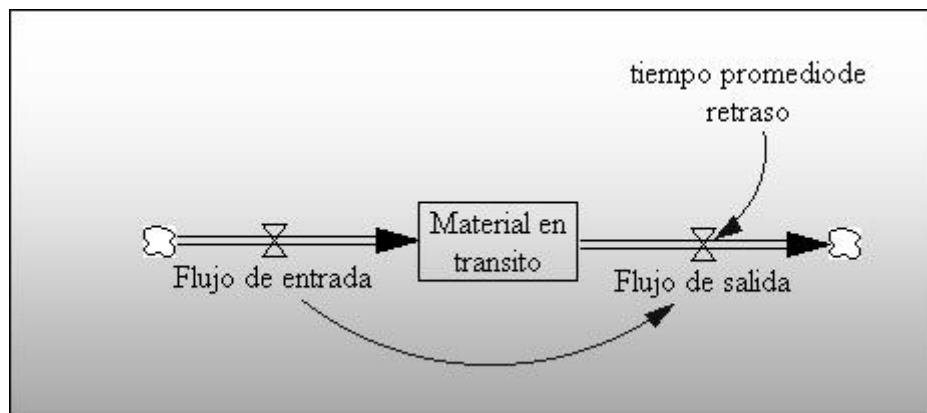 tiempo promediode
retraso
Material en
transito
Flujo de entrada
Flujo de salida